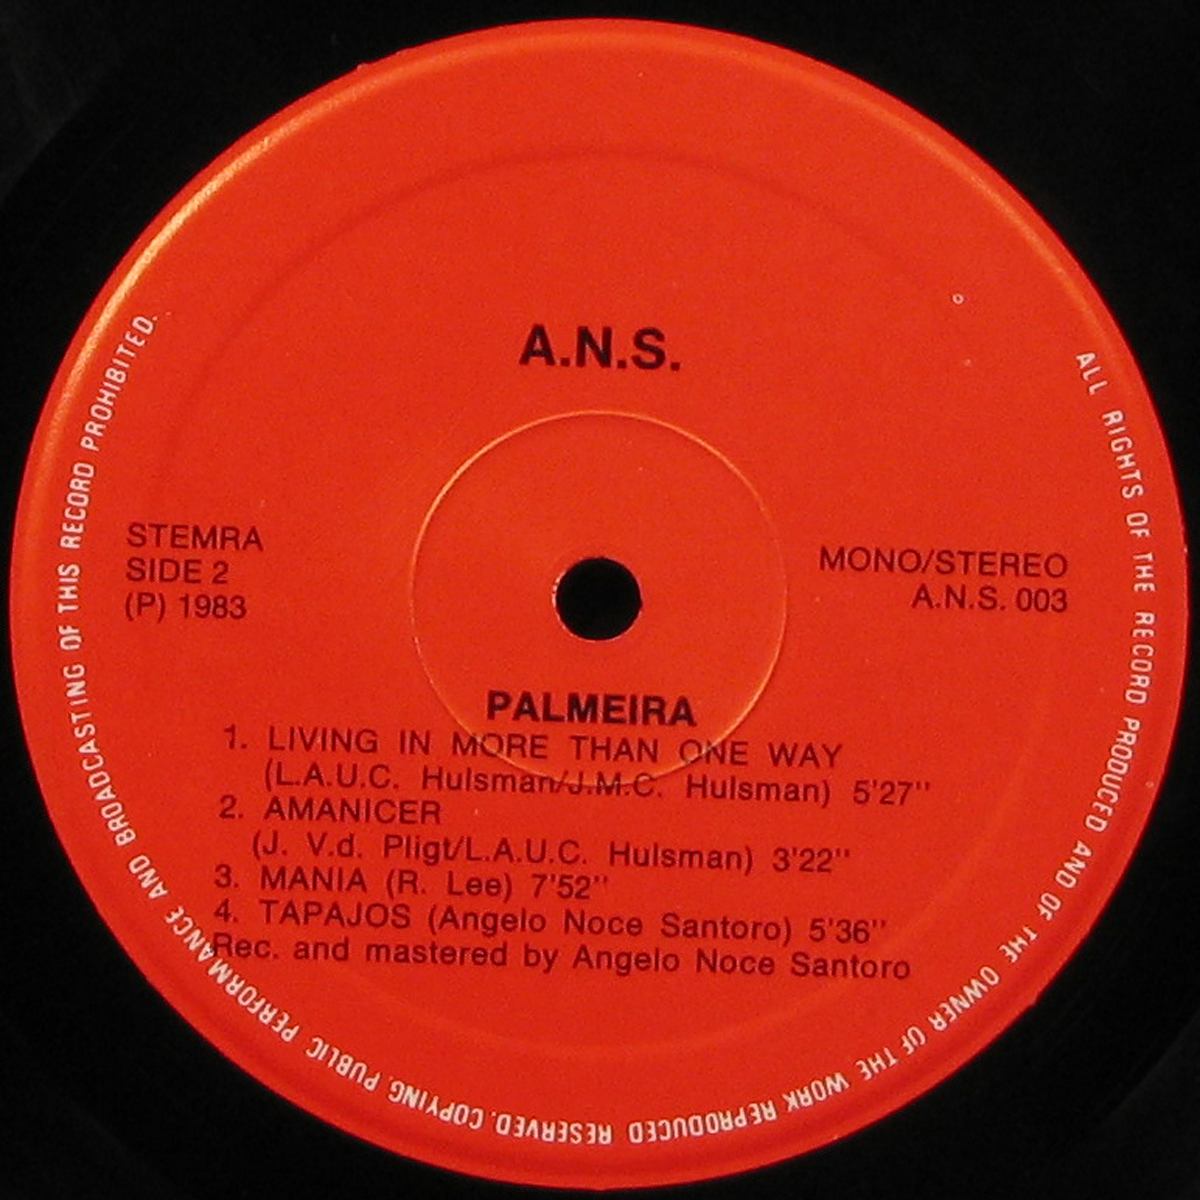 A.N.S.
STEMRA
SIDE 2
(P) 1983
MONO/STEREO
A.N.S. 003
PALMEIRA
1. LIVING IN MORE THAN ONE WAY
(L.A.U.C. Hulsman/J.M.C. Hulsman) 5'27"
2. AMANICER
(J. V.d. Pligt/L.A.U.C. Hulsman) 3'22"
3. MANIA (R. Lee) 7'52"
4. TAPAJOS (Angelo Noce Santoro) 5'36"
Rec. and mastered by Angelo Noce Santoro
ALL RIGHTS OF THE RECORD PRODUCED AND OF THE OWNER OF THE WORK REPRODUCED RESERVED. COPYING. PUBLIC PERFORMANCE AND BROADCASTING OF THIS RECORD PROHIBITED.